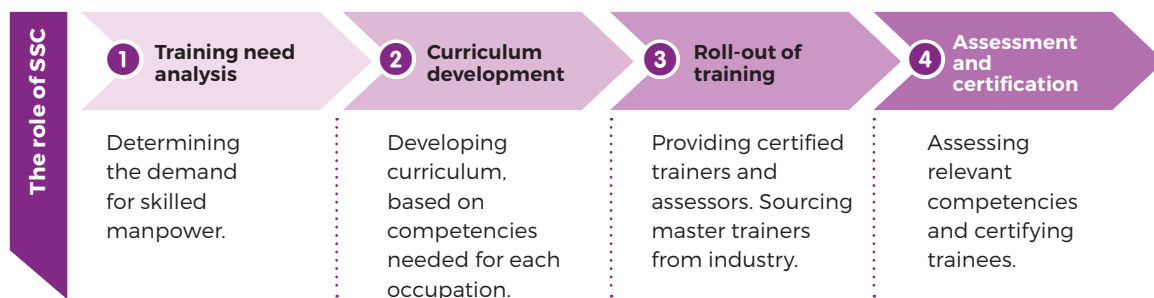 The role of SSC
1
Training need
analysis
Determining
the demand
for skilled
manpower.
2
Curriculum
development
Developing
curriculum,
based on
competencies
needed for each
occupation.
3
Roll-out of
training
Providing certified
trainers and
assessors. Sourcing
master trainers
from industry.
4
Assessment
and
certification
Assessing
relevant
competencies
and certifying
trainees.